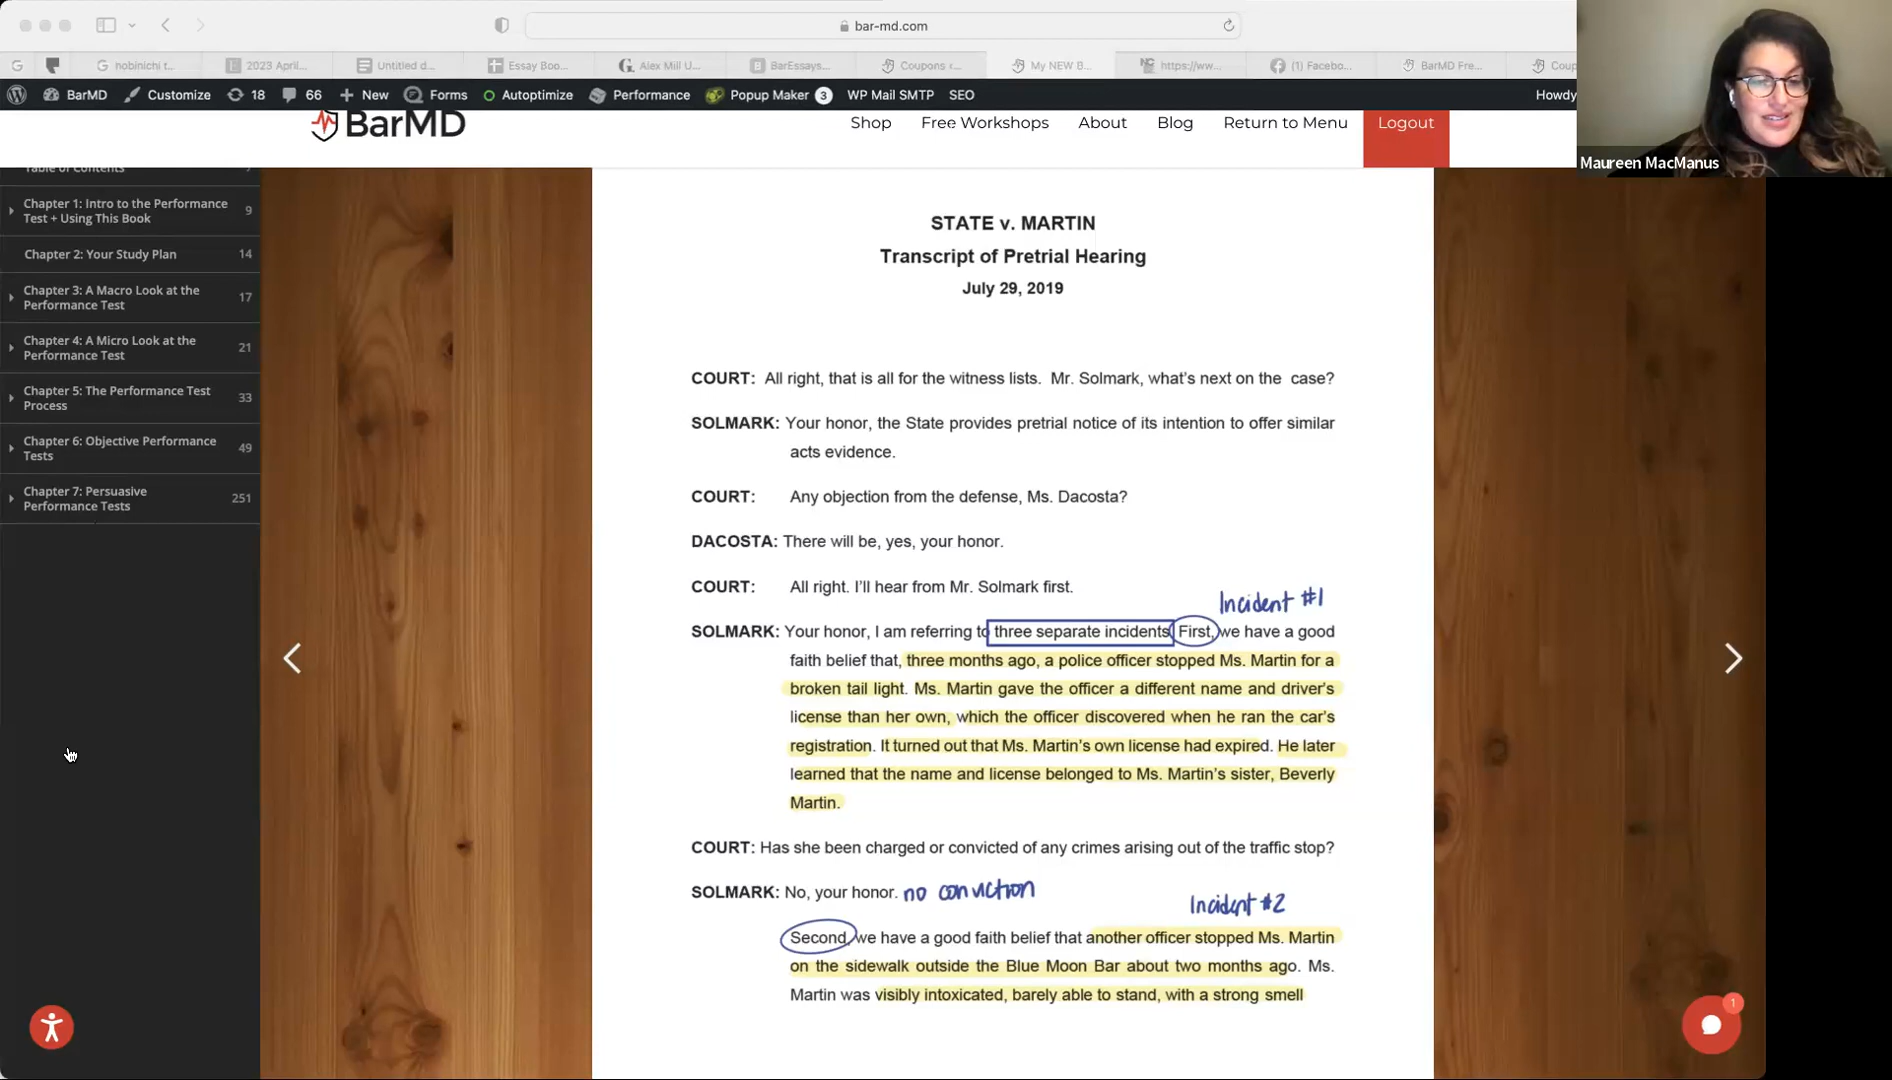 bar-md.com
nobinichi t...
2023 April...
Untitled d...
Essay Boo...
Alex Mill U...
BarEssays...
Coupons ‹...
My NEW B...
https://ww...
(1) Facebo...
BarMD Fre...
Coup
BarMD
Customize
18
66
New
Forms
Autoptimize
Performance
Popup Maker 3
WP Mail SMTP
SEO
Howdy
BarMD
Shop
Free Workshops
About
Blog
Return to Menu
Logout
Maureen MacManus
Table of Contents
Chapter 1: Intro to the Performance
Test + Using This Book
9
Chapter 2: Your Study Plan
14
Chapter 3: A Macro Look at the
Performance Test
17
Chapter 4: A Micro Look at the
Performance Test
21
Chapter 5: The Performance Test
Process
33
Chapter 6: Objective Performance
Tests
49
Chapter 7: Persuasive
Performance Tests
251
STATE v. MARTIN
Transcript of Pretrial Hearing
July 29, 2019
COURT: All right, that is all for the witness lists. Mr. Solmark, what's next on the case?
SOLMARK: Your honor, the State provides pretrial notice of its intention to offer similar
acts evidence.
COURT: Any objection from the defense, Ms. Dacosta?
DACOSTA: There will be, yes, your honor.
COURT: All right. I'll hear from Mr. Solmark first.
Incident #1
SOLMARK: Your honor, I am referring to three separate incidents. First, we have a good
faith belief that, three months ago, a police officer stopped Ms. Martin for a
broken tail light. Ms. Martin gave the officer a different name and driver's
license than her own, which the officer discovered when he ran the car's
registration. It turned out that Ms. Martin's own license had expired. He later
learned that the name and license belonged to Ms. Martin's sister, Beverly
Martin.
COURT: Has she been charged or convicted of any crimes arising out of the traffic stop?
SOLMARK: No, your honor. no conviction
Incident #2
Second, we have a good faith belief that another officer stopped Ms. Martin
on the sidewalk outside the Blue Moon Bar about two months ago. Ms.
Martin was visibly intoxicated, barely able to stand, with a strong smell
1